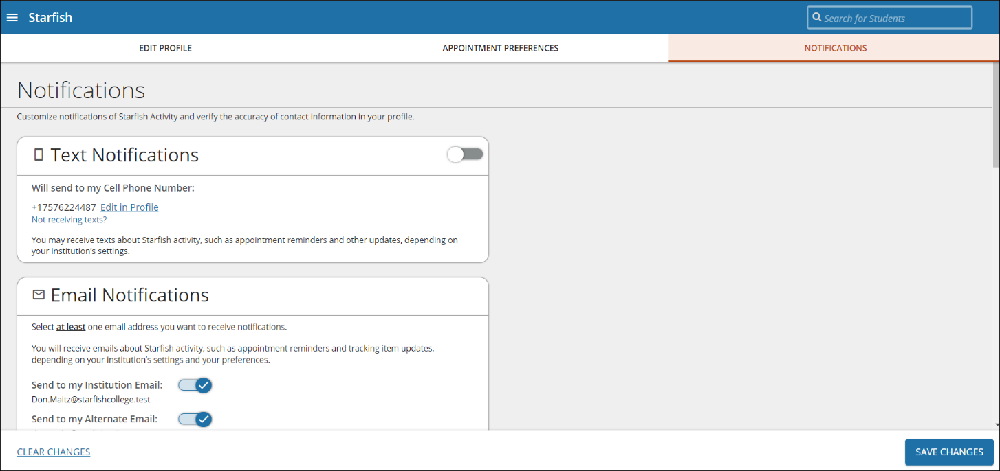 Starfish
Search for Students
EDIT PROFILE
APPOINTMENT PREFERENCES
NOTIFICATIONS
Notifications
Customize notifications of Starfish Activity and verify the accuracy of contact information in your profile.
Text Notifications
Will send to my Cell Phone Number:
+17576224487 Edit in Profile
Not receiving texts?
You may receive texts about Starfish activity, such as appointment reminders and other updates, depending on
your institution's settings.
Email Notifications
Select at least one email address you want to receive notifications.
You will receive emails about Starfish activity, such as appointment reminders and tracking item updates,
depending on your institution's settings and your preferences.
Send to my Institution Email:
Don.Maitz@starfishcollege.test
Send to my Alternate Email:
CLEAR CHANGES
SAVE CHANGES